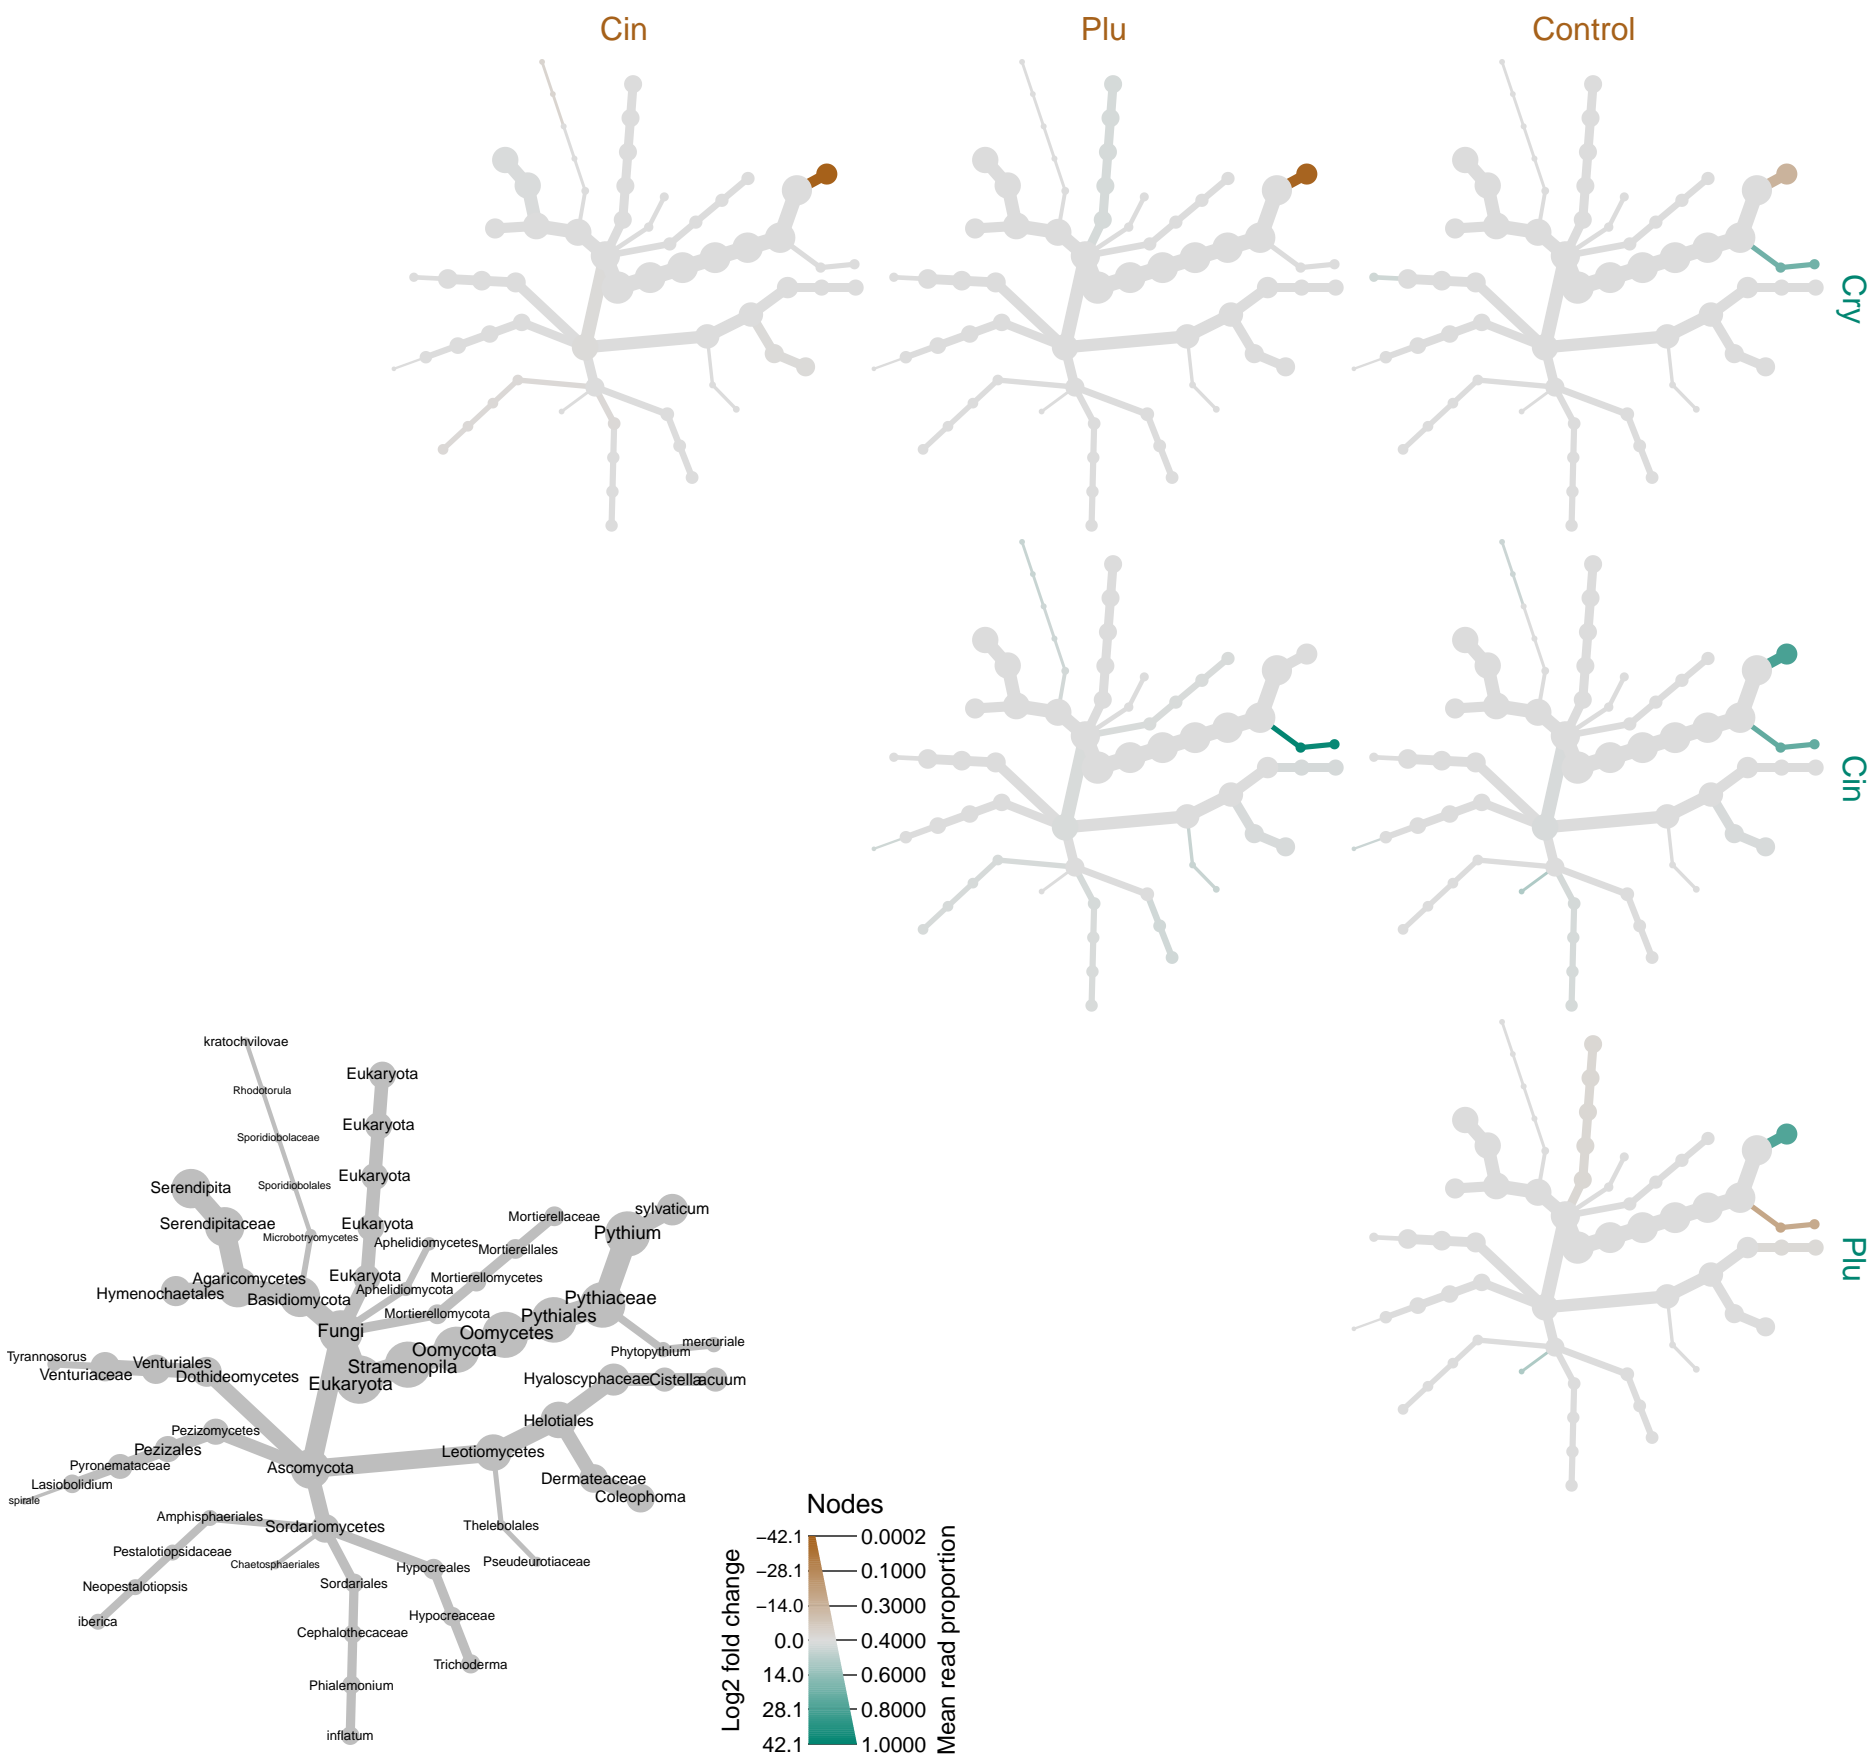 Cin
Plu
Control
Cry
Cin
Plu
kratochvilovae
Eukaryota
Rhodotorula
Eukaryota
Sporidiobolaceae
Eukaryota
Serendipita
Sporidiobolales
sylvaticum
Mortierellaceae
Serendipitaceae
Eukaryota
Pythium
Microbotryomycetes
Aphelidiomycetes
Mortierellales
Agaricomycetes
Eukaryota
Mortierellomycetes
Hymenochaetales
Basidiomycota
Aphelidiomycota
Pythiaceae
Mortierellomycota
Pythiales
Fungi
Oomycetes
mercuriale
Oomycota
Phytopythium
Tyrannosorus
Venturiales
Stramenopila
Venturiaceae
Dothideomycetes
Eukaryota
Hyaloscyphaceae
Cistella
acuum
Helotiales
Pezizomycetes
Pezizales
Leotiomycetes
Pyronemataceae
Ascomycota
Lasiobolidium
Dermateaceae
spirale
Coleophoma
Amphisphaeriales
Sordariomycetes
Thelebolales
Pestalotiopsidaceae
Chaetosphaeriales
Hypocreales
Pseudeurotiaceae
Neopestalotiopsis
Sordariales
iberica
Hypocreaceae
Cephalothecaceae
Trichoderma
Phialemonium
inflatum
Nodes
Log2 fold change
Mean read proportion
−42.1 0.0002
−28.1 0.1000
−14.0 0.3000
0.0 0.4000
14.0 0.6000
28.1 0.8000
42.1 1.0000